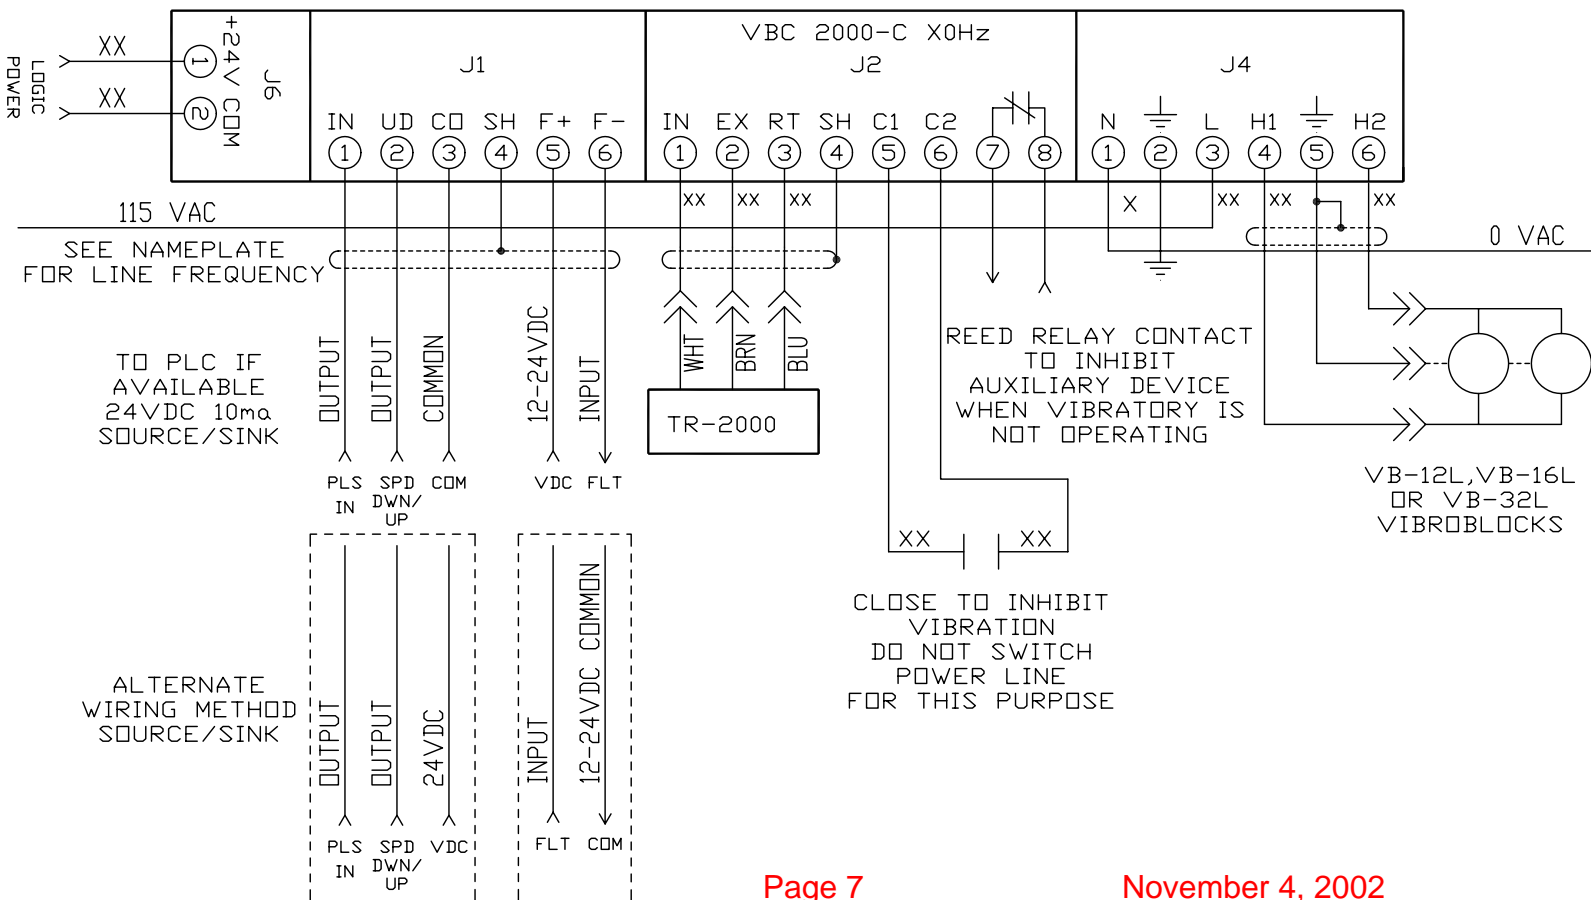 VBC 2000-C X0Hz
LOGIC
POWER
XX
XX
1
2
+24V COM
J6
J1
IN UD CO SH F+ F-
1 2 3 4 5 6
J2
IN EX RT SH C1 C2
1 2 3 4 5 6 7 8
J4
N L H1 H2
1 2 3 4 5 6
XX XX XX
X XX XX XX
115 VAC
0 VAC
SEE NAMEPLATE
FOR LINE FREQUENCY
TO PLC IF
AVAILABLE
24VDC 10ma
SOURCE/SINK
OUTPUT
OUTPUT
COMMON
12-24VDC
INPUT
PLS
IN
SPD
DWN/
UP
COM
VDC
FLT
WHT
BRN
BLU
TR-2000
REED RELAY CONTACT
TO INHIBIT
AUXILIARY DEVICE
WHEN VIBRATORY IS
NOT OPERATING
VB-12L,VB-16L
OR VB-32L
VIBROBLOCKS
XX XX
CLOSE TO INHIBIT
VIBRATION
DO NOT SWITCH
POWER LINE
FOR THIS PURPOSE
ALTERNATE
WIRING METHOD
SOURCE/SINK
OUTPUT
OUTPUT
24VDC
INPUT
12-24VDC COMMON
PLS
IN
SPD
DWN/
UP
VDC
FLT
COM
Page 7
November 4, 2002